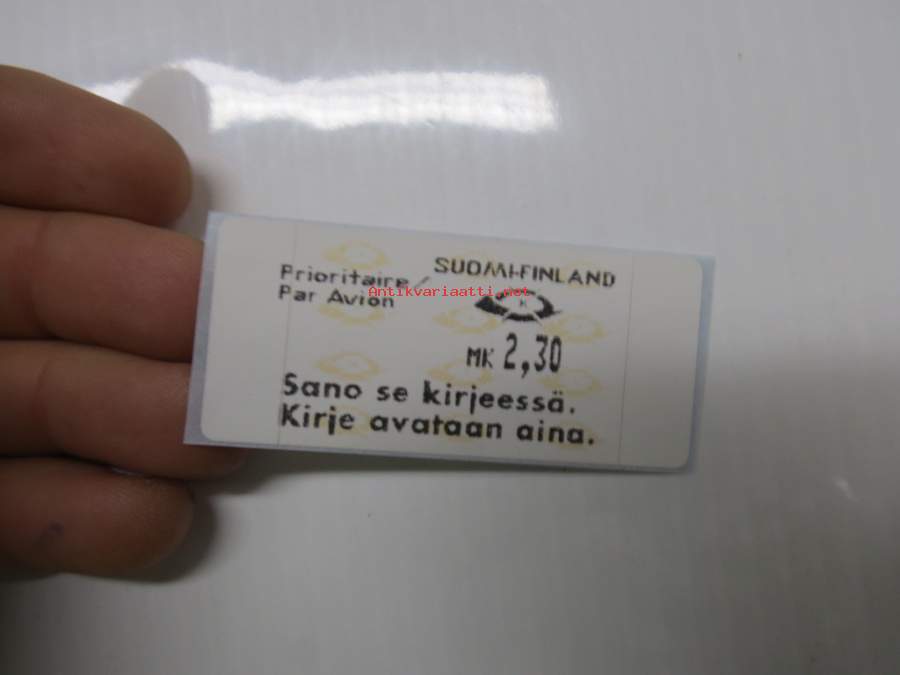 SUOMI-FINLAND
Prioritaire/
Par Avion
Antikvariaatti.net
K
MK 2,30
Sano se kirjeessä.
Kirje avataan aina.